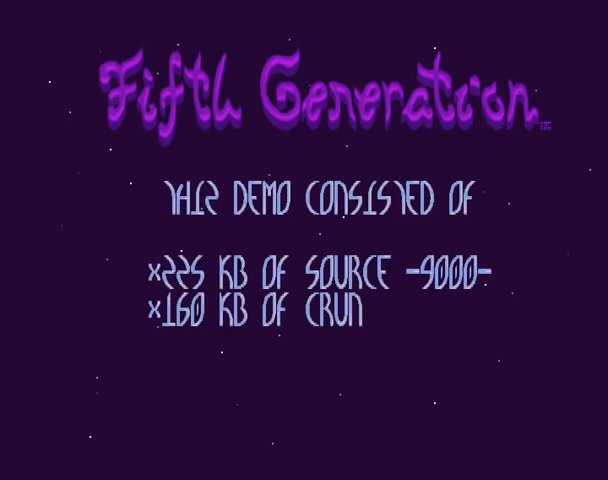 Fifth Generation
THIS DEMO CONSISTED OF
*225 KB OF SOURCE -9000-
*160 KB OF CRUN